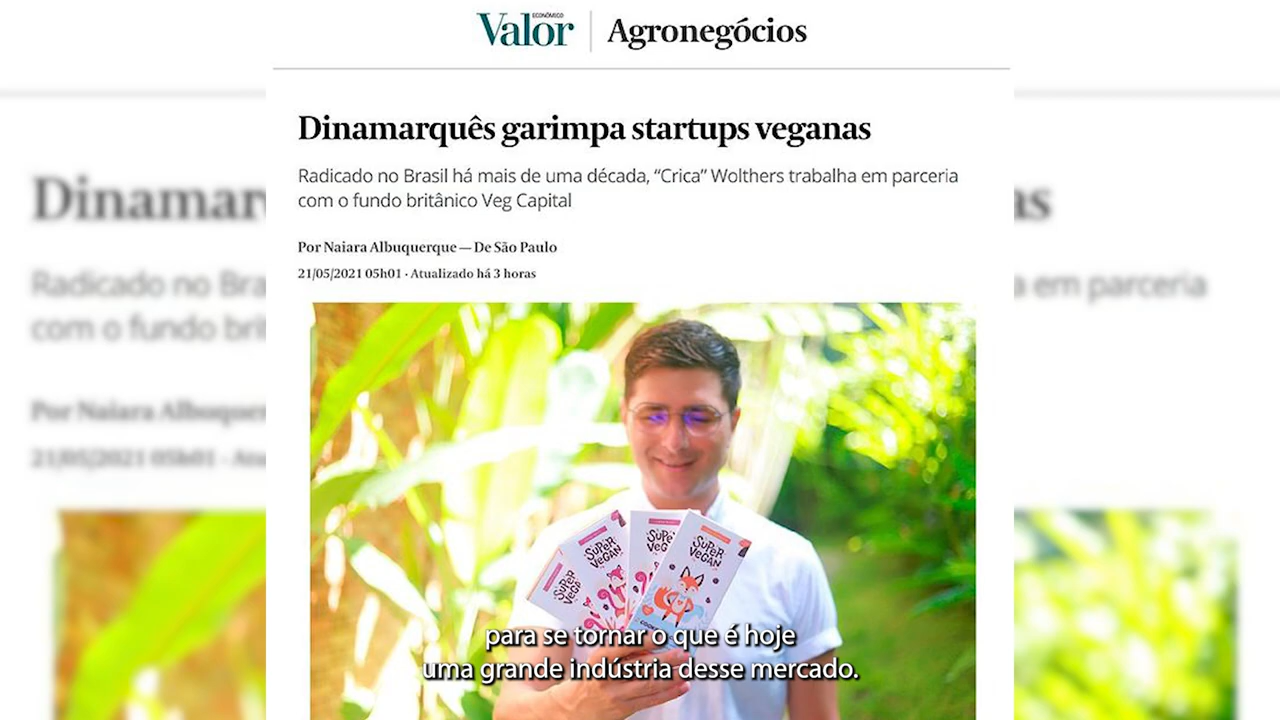 Valor ECONÔMICO Agronegócios
Dinamarquês garimpa startups veganas
Radicado no Brasil há mais de uma década, “Crica” Wolthers trabalha em parceria
com o fundo britânico Veg Capital
Por Naiara Albuquerque — De São Paulo
21/05/2021 05h01 · Atualizado há 3 horas
SUPER VEGAN
SUPER VEGAN
SUPER VEGAN
para se tornar o que é hoje
uma grande indústria desse mercado.